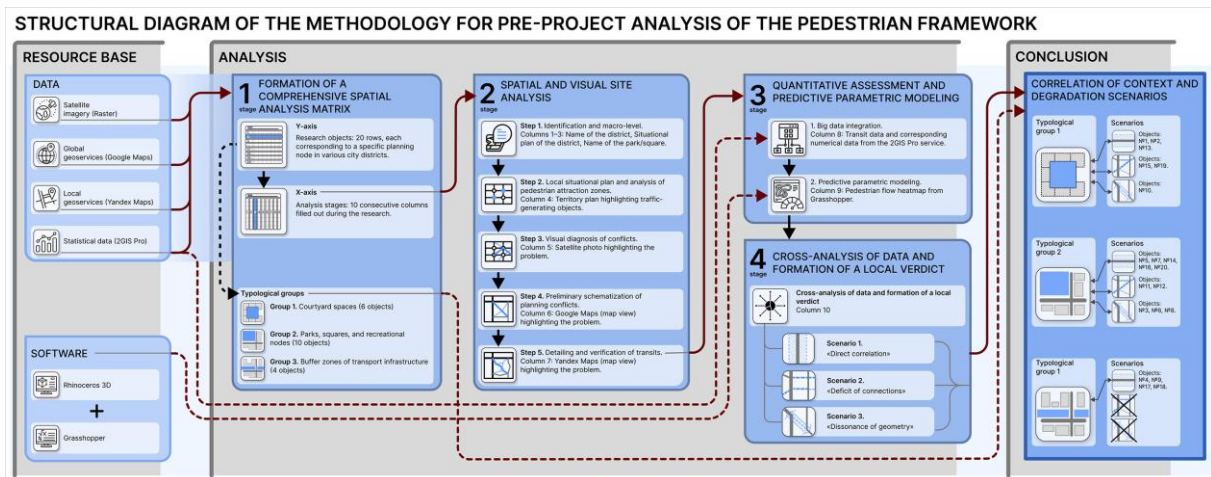 STRUCTURAL DIAGRAM OF THE METHODOLOGY FOR PRE-PROJECT ANALYSIS OF THE PEDESTRIAN FRAMEWORK
RESOURCE BASE
DATA
Satellite
imagery (Raster)
Global
geoservices (Google Maps)
Local
geoservices (Yandex Maps)
Statistical data (2GIS Pro)
SOFTWARE
Rhinoceros 3D
+
Grasshopper
ANALYSIS
1
stage
FORMATION OF A
COMPREHENSIVE SPATIAL
ANALYSIS MATRIX
Y-axis
Research objects: 20 rows, each
corresponding to a specific planning
node in various city districts.
X-axis
Analysis stages: 10 consecutive columns
filled out during the research.
Typological groups
Group 1. Courtyard spaces (6 objects)
Group 2. Parks, squares, and recreational
nodes (10 objects)
Group 3. Buffer zones of transport infrastructure
(4 objects)
2
stage
SPATIAL AND VISUAL SITE
ANALYSIS
Step 1. Identification and macro-level.
Columns 1–3: Name of the district, Situational
plan of the district, Name of the park/square.
Step 2. Local situational plan and analysis of
pedestrian attraction zones.
Column 4: Territory plan highlighting traffic-
generating objects.
Step 3. Visual diagnosis of conflicts.
Column 5: Satellite photo highlighting the
problem.
Step 4. Preliminary schematization of
planning conflicts.
Column 6: Google Maps (map view)
highlighting the problem.
Step 5. Detailing and verification of transits.
Column 7: Yandex Maps (map view)
highlighting the problem.
3
stage
QUANTITATIVE ASSESSMENT AND
PREDICTIVE PARAMETRIC MODELING
1. Big data integration.
Column 8: Transit data and corresponding
numerical data from the 2GIS Pro service.
2. Predictive parametric modeling.
Column 9: Pedestrian flow heatmap from
Grasshopper.
4
stage
CROSS-ANALYSIS OF DATA AND
FORMATION OF A LOCAL VERDICT
Cross-analysis of data and formation of a local
verdict
Column 10
Scenario 1.
«Direct correlation»
Scenario 2.
«Deficit of connections»
Scenario 3.
«Dissonance of geometry»
CONCLUSION
CORRELATION OF CONTEXT AND
DEGRADATION SCENARIOS
Typological
group 1
Scenarios
Objects:
№1, №2,
№13.
Objects:
№15, №19.
Objects:
№10.
Typological
group 2
Scenarios
Objects:
№5, №7, №14,
№16, №20.
Objects:
№11, №12.
Objects:
№3, №6, №8.
Typological
group 1
Scenarios
Objects:
№4, №9,
№17, №18.